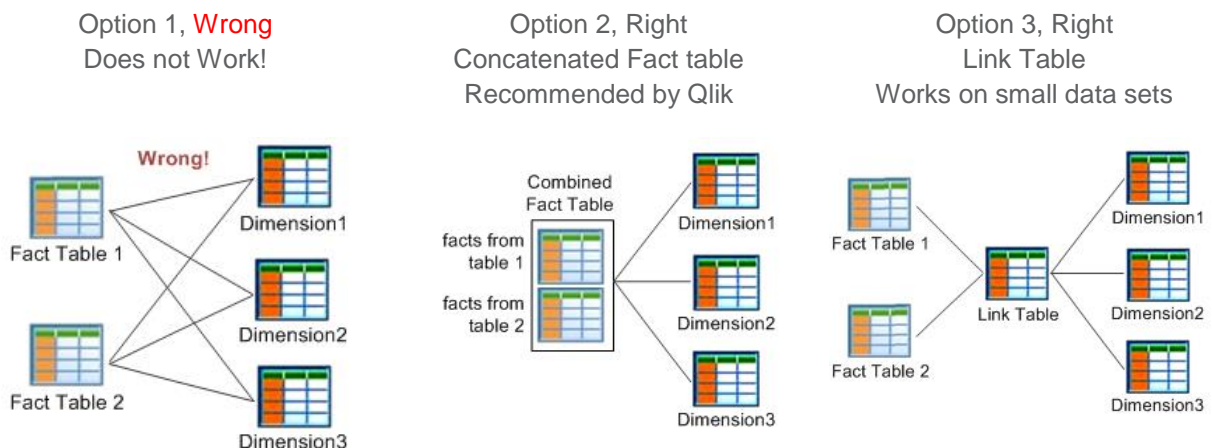 Option 1, Wrong
Does not Work!
Wrong!
Fact Table 1
Fact Table 2
Dimension1
Dimension2
Dimension3
Option 2, Right
Concatenated Fact table
Recommended by Qlik
Combined
Fact Table
facts from
table 1
facts from
table 2
Dimension1
Dimension2
Dimension3
Option 3, Right
Link Table
Works on small data sets
Fact Table 1
Fact Table 2
Link Table
Dimension1
Dimension2
Dimension3